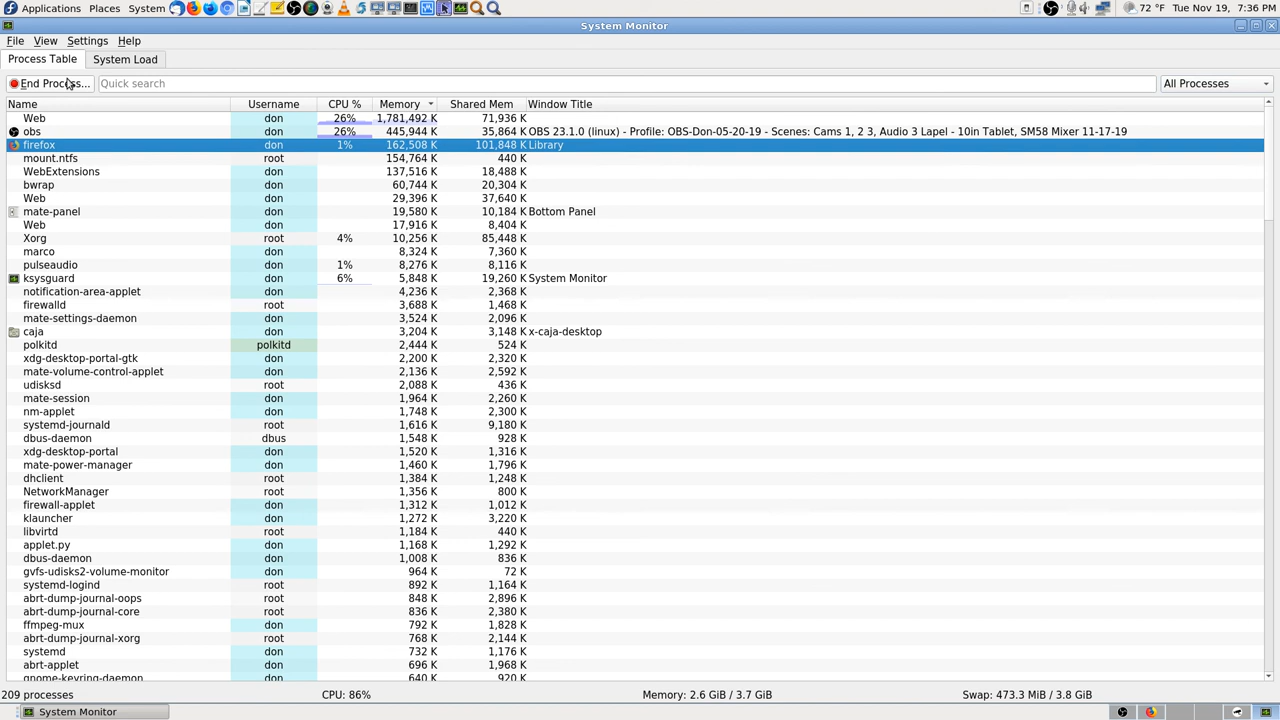 Applications Places System 72 °F Tue Nov 19, 7:36 PM
System Monitor
File View Settings Help
Process Table System Load
End Process... Quick search All Processes
Name Username CPU % Memory Shared Mem Window Title
Web don 26% 1,781,492 K 71,936 K
obs don 26% 445,944 K 35,864 K OBS 23.1.0 (linux) - Profile: OBS-Don-05-20-19 - Scenes: Cams 1, 2 3, Audio 3 Lapel - 10in Tablet, SM58 Mixer 11-17-19
firefox don 1% 162,508 K 101,848 K Library
mount.ntfs root 154,764 K 440 K
WebExtensions don 137,516 K 18,488 K
bwrap don 60,744 K 20,304 K
Web don 29,396 K 37,640 K
mate-panel don 19,580 K 10,184 K Bottom Panel
Web don 17,916 K 8,404 K
Xorg root 4% 10,256 K 85,448 K
marco don 8,324 K 7,360 K
pulseaudio don 1% 8,276 K 8,116 K
ksysguard don 6% 5,848 K 19,260 K System Monitor
notification-area-applet don 4,236 K 2,368 K
firewalld root 3,688 K 1,468 K
mate-settings-daemon don 3,524 K 2,096 K
caja don 3,204 K 3,148 K x-caja-desktop
polkitd polkitd 2,444 K 524 K
xdg-desktop-portal-gtk don 2,200 K 2,320 K
mate-volume-control-applet don 2,136 K 2,592 K
udisksd root 2,088 K 436 K
mate-session don 1,964 K 2,260 K
nm-applet don 1,748 K 2,300 K
systemd-journald root 1,616 K 9,180 K
dbus-daemon dbus 1,548 K 928 K
xdg-desktop-portal don 1,520 K 1,316 K
mate-power-manager don 1,460 K 1,796 K
dhclient root 1,384 K 1,248 K
NetworkManager root 1,356 K 800 K
firewall-applet don 1,312 K 1,012 K
klauncher don 1,272 K 3,220 K
libvirtd root 1,184 K 440 K
applet.py don 1,168 K 1,292 K
dbus-daemon don 1,008 K 836 K
gvfs-udisks2-volume-monitor don 964 K 72 K
systemd-logind root 892 K 1,164 K
abrt-dump-journal-oops root 848 K 2,896 K
abrt-dump-journal-core root 836 K 2,380 K
ffmpeg-mux don 792 K 1,828 K
abrt-dump-journal-xorg root 768 K 2,144 K
systemd don 732 K 1,176 K
abrt-applet don 696 K 1,968 K
gnome-keyring-daemon don 640 K 920 K
209 processes CPU: 86% Memory: 2.6 GiB / 3.7 GiB Swap: 473.3 MiB / 3.8 GiB
System Monitor